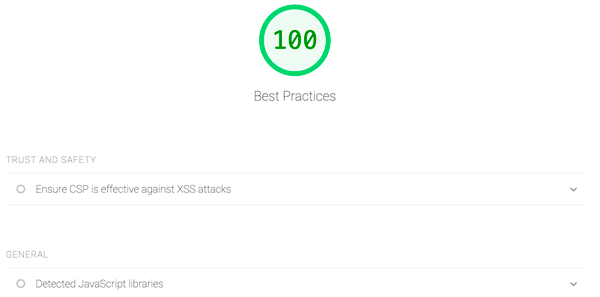 100
Best Practices
TRUST AND SAFETY
Ensure CSP is effective against XSS attacks
GENERAL
Detected JavaScript libraries